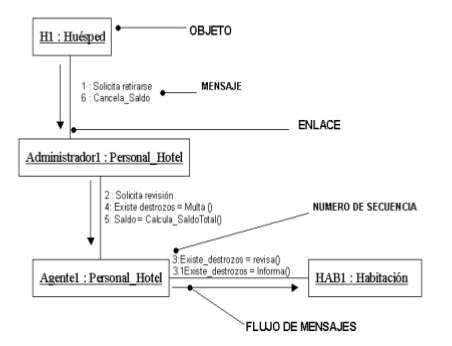 H1 : Huésped
OBJETO
1 : Solicita retirarse
6 : Cancela_Saldo
MENSAJE
ENLACE
Administrador1 : Personal_Hotel
2 : Solicita revisión
4: Existe destrozos = Multa ()
5: Saldo = Calcula_SaldoTotal()
NUMERO DE SECUENCIA
3:Existe_destrozos = revisa()
3.1Existe_destrozos = Informa()
Agente1 : Personal_Hotel
HAB1 : Habitación
FLUJO DE MENSAJES